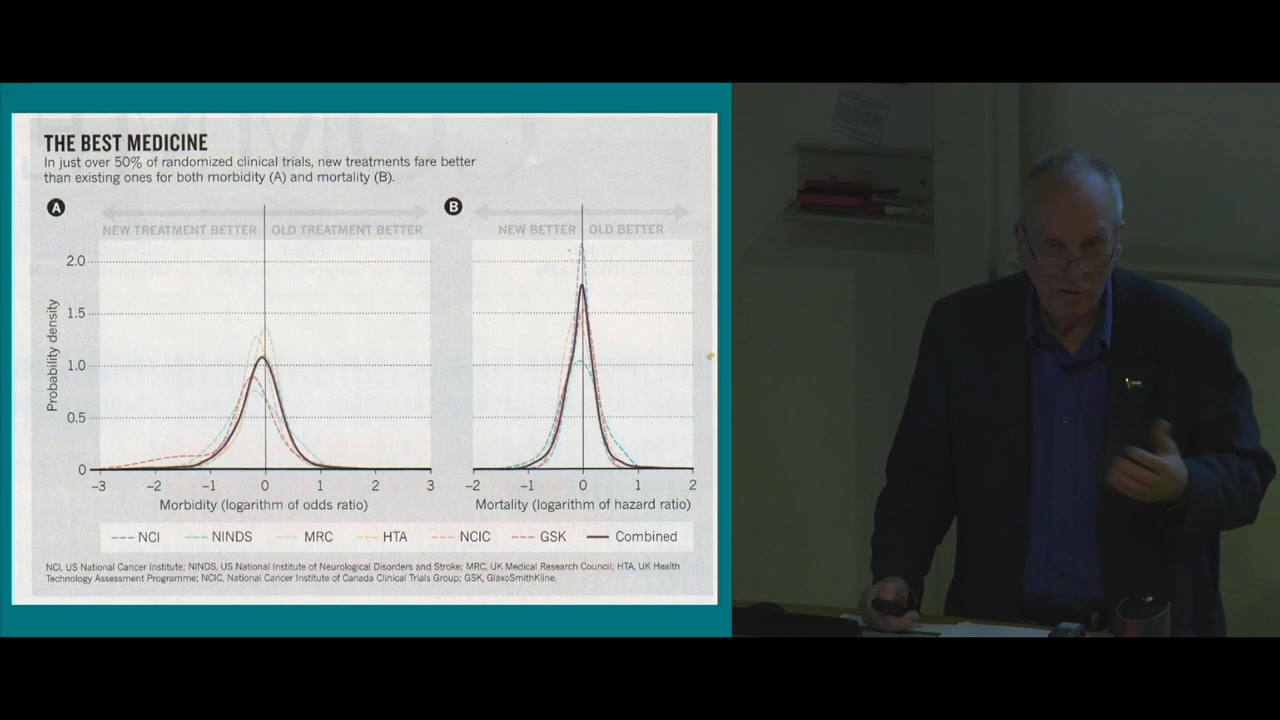 THE BEST MEDICINE
In just over 50% of randomized clinical trials, new treatments fare better
than existing ones for both morbidity (A) and mortality (B).
A
NEW TREATMENT BETTER OLD TREATMENT BETTER
Probability density
2.0
1.5
1.0
0.5
0
−3 −2 −1 0 1 2 3
Morbidity (logarithm of odds ratio)
B
NEW BETTER OLD BETTER
−2 −1 0 1 2
Mortality (logarithm of hazard ratio)
NCI NINDS MRC HTA NCIC GSK Combined
NCI, US National Cancer Institute; NINDS, US National Institute of Neurological Disorders and Stroke; MRC, UK Medical Research Council; HTA, UK Health
Technology Assessment Programme; NCIC, National Cancer Institute of Canada Clinical Trials Group; GSK, GlaxoSmithKline.